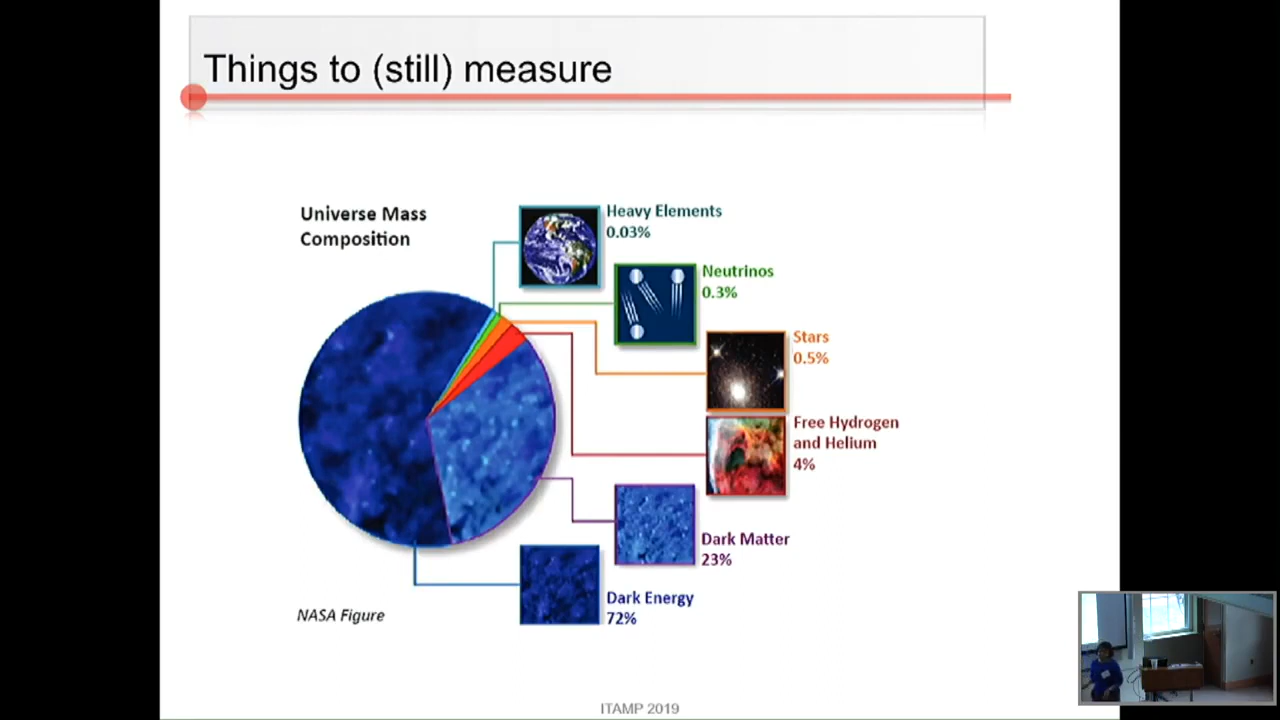 Things to (still) measure
Universe Mass
Composition
Heavy Elements
0.03%
Neutrinos
0.3%
Stars
0.5%
Free Hydrogen
and Helium
4%
Dark Matter
23%
Dark Energy
72%
NASA Figure
ITAMP 2019